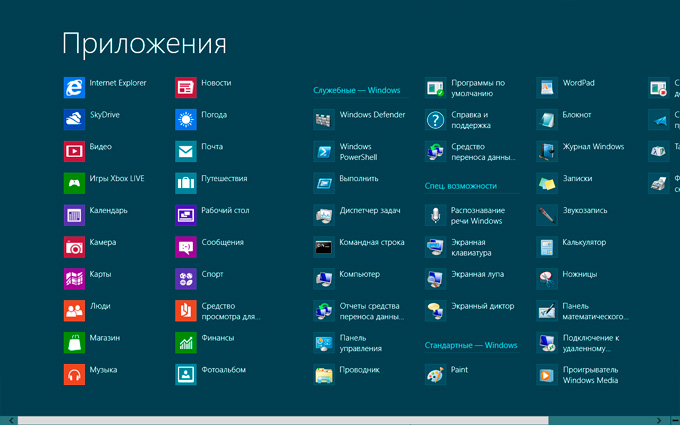 Приложения
Internet Explorer
SkyDrive
Видео
Игры Xbox LIVE
Календарь
Камера
Карты
Люди
Магазин
Музыка
Новости
Погода
Почта
Путешествия
Рабочий стол
Сообщения
Спорт
Средство
просмотра для...
Финансы
Фотоальбом
Служебные — Windows
Windows Defender
Windows
PowerShell
Выполнить
Диспетчер задач
Командная строка
Компьютер
Отчеты средства
переноса данны...
Панель
управления
Проводник
Программы по
умолчанию
Справка и
поддержка
Средство
переноса данны...
Спец. возможности
Распознавание
речи Windows
Экранная
клавиатура
Экранная лупа
Экранный диктор
Стандартные — Windows
Paint
WordPad
Блокнот
Журнал Windows
Записки
Звукозапись
Калькулятор
Ножницы
Панель
математического...
Подключение к
удаленному...
Проигрыватель
Windows Media